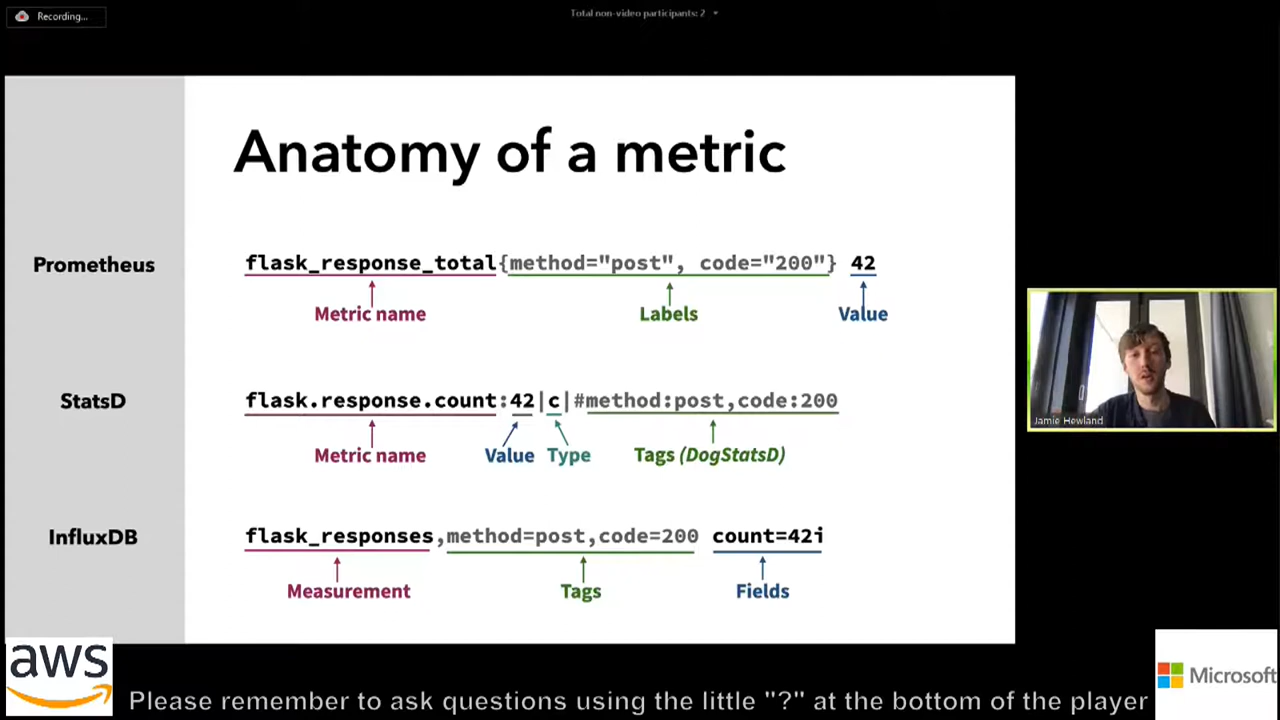 Recording...
Total non-video participants: 2
Anatomy of a metric
Prometheus
flask_response_total{method="post", code="200"} 42
Metric name
Labels
Value
StatsD
flask.response.count:42|c|#method:post,code:200
Metric name
Value
Type
Tags (DogStatsD)
InfluxDB
flask_responses,method=post,code=200 count=42i
Measurement
Tags
Fields
Jamie Hewland
aws
Please remember to ask questions using the little "?" at the bottom of the player
Microsoft